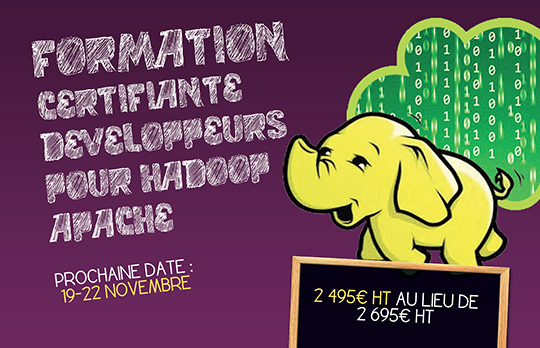 FORMATION
CERTIFIANTE
DEVELOPPEURS
POUR HADOOP
APACHE
PROCHAINE DATE :
19-22 NOVEMBRE
2 495€ HT AU LIEU DE
2 695€ HT